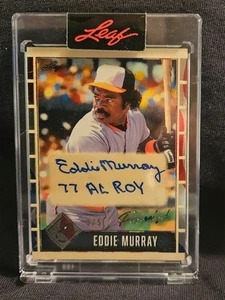 Leaf
Eddie Murray
77 AL ROY
EDDIE MURRAY